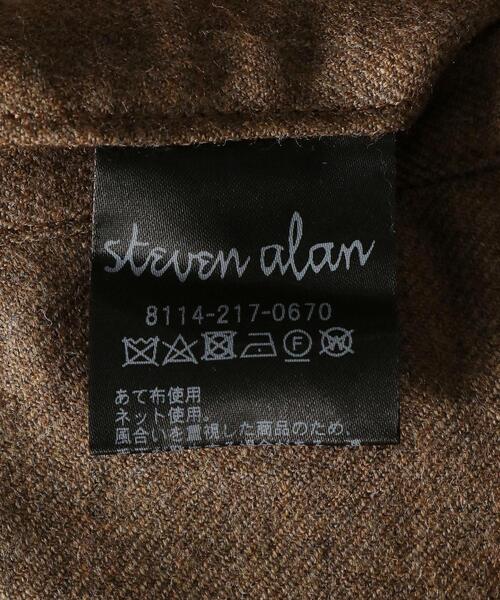 steven alan
8114-217-0670
あて布使用
ネット使用。
風合いを重視した商品のため、